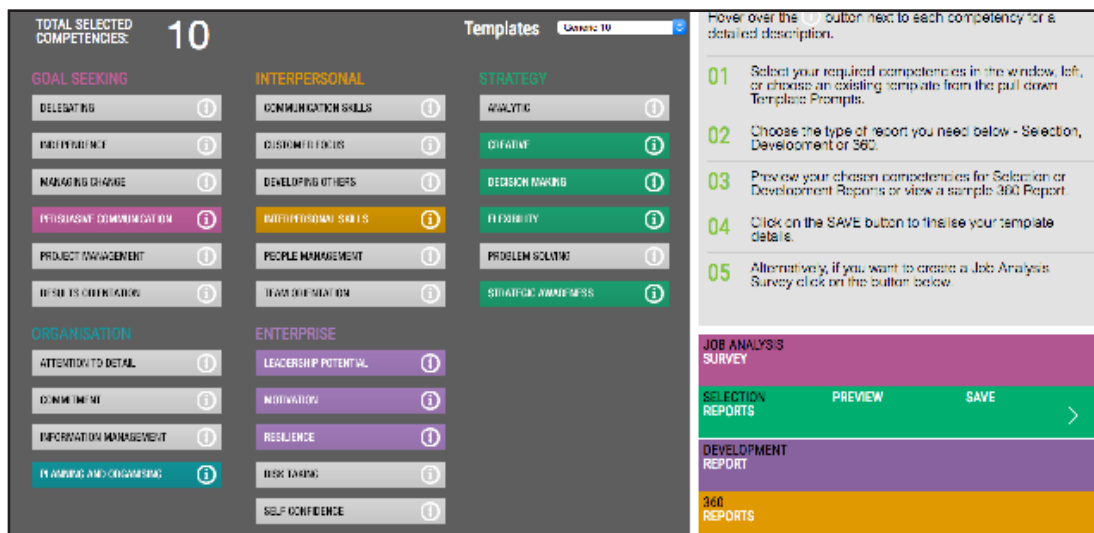 TOTAL SELECTED
COMPETENCIES:
10
Templates
Generic 10
GOAL SEEKING
DELEGATING
INDEPENDENCE
MANAGING CHANGE
PERSUASIVE COMMUNICATION
PROJECT MANAGEMENT
RESULTS ORIENTATION
INTERPERSONAL
COMMUNICATION SKILLS
CUSTOMER FOCUS
DEVELOPING OTHERS
INTERPERSONAL SKILLS
PEOPLE MANAGEMENT
TEAM ORIENTATION
STRATEGY
ANALYTIC
CREATIVE
DECISION MAKING
FLEXIBILITY
PROBLEM SOLVING
STRATEGIC AWARENESS
ORGANISATION
ATTENTION TO DETAIL
COMMITMENT
INFORMATION MANAGEMENT
PLANNING AND ORGANISING
ENTERPRISE
LEADERSHIP POTENTIAL
MOTIVATION
RESILIENCE
RISK TAKING
SELF CONFIDENCE
Hover over the i button next to each competency for a
detailed description.
01 Select your required competencies in the window, left,
or choose an existing template from the pull down
Template Prompts.
02 Choose the type of report you need below - Selection,
Development or 360.
03 Preview your chosen competencies for Selection or
Development Reports or view a sample 360 Report.
04 Click on the SAVE button to finalise your template
details.
05 Alternatively, if you want to create a Job Analysis
Survey click on the button below.
JOB ANALYSIS
SURVEY
SELECTION
REPORTS
PREVIEW
SAVE
DEVELOPMENT
REPORT
360
REPORTS